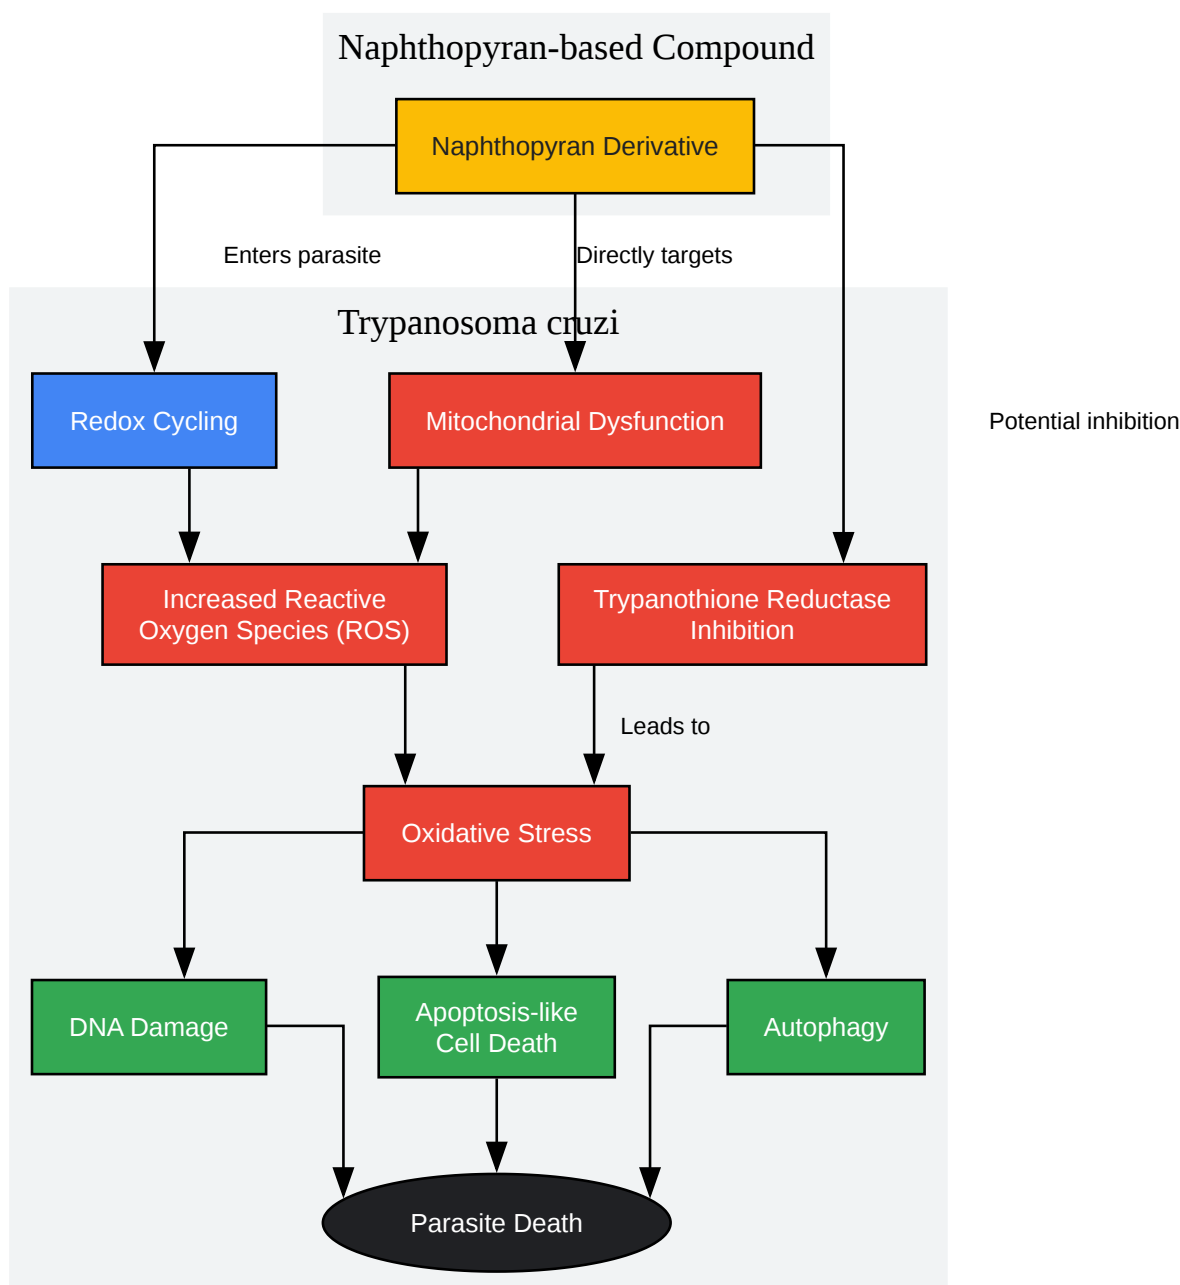 Naphthopyran-based Compound
Naphthopyran Derivative
Enters parasite
Directly targets
Trypanosoma cruzi
Redox Cycling
Mitochondrial Dysfunction
Potential inhibition
Increased Reactive
Oxygen Species (ROS)
Trypanothione Reductase
Inhibition
Leads to
Oxidative Stress
DNA Damage
Apoptosis-like
Cell Death
Autophagy
Parasite Death